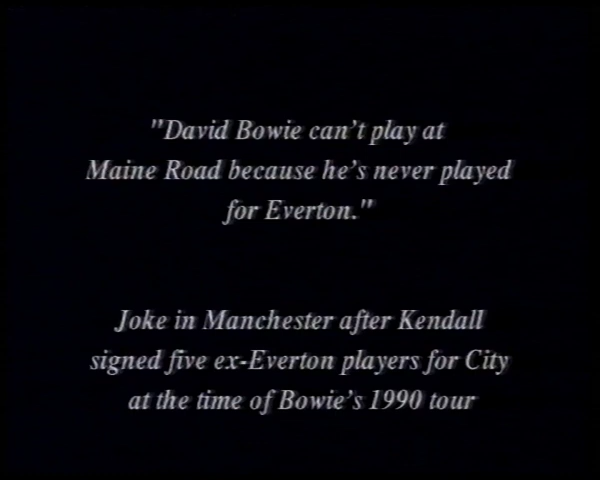 "David Bowie can't play at
Maine Road because he's never played
for Everton."
Joke in Manchester after Kendall
signed five ex-Everton players for City
at the time of Bowie's 1990 tour